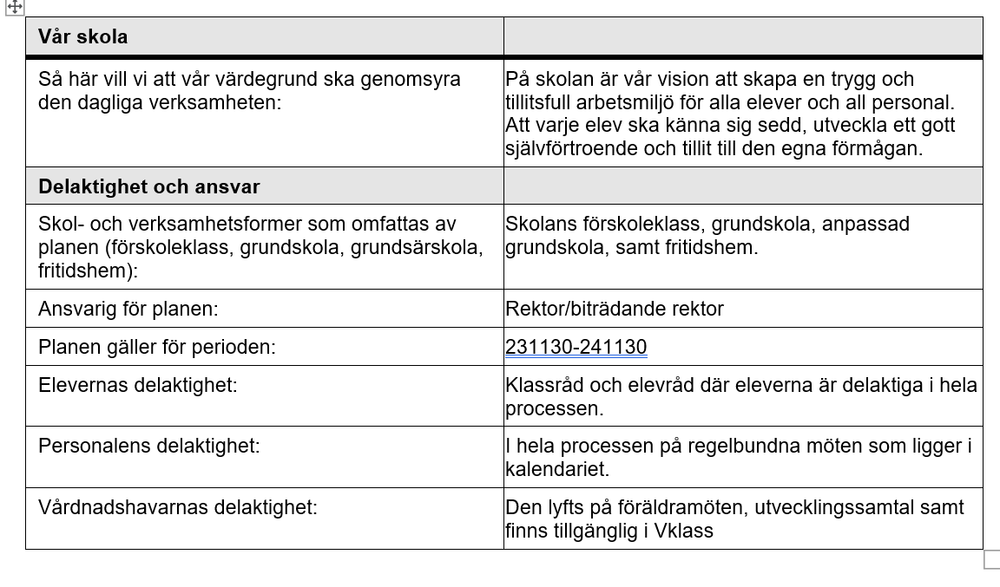 Vår skola
Så här vill vi att vår värdegrund ska genomsyra
den dagliga verksamheten:
På skolan är vår vision att skapa en trygg och
tillitsfull arbetsmiljö för alla elever och all personal.
Att varje elev ska känna sig sedd, utveckla ett gott
självförtroende och tillit till den egna förmågan.
Delaktighet och ansvar
Skol- och verksamhetsformer som omfattas av
planen (förskoleklass, grundskola, grundsärskola,
fritidshem):
Skolans förskoleklass, grundskola, anpassad
grundskola, samt fritidshem.
Ansvarig för planen:
Rektor/biträdande rektor
Planen gäller för perioden:
231130-241130
Elevernas delaktighet:
Klassråd och elevråd där eleverna är delaktiga i hela
processen.
Personalens delaktighet:
I hela processen på regelbundna möten som ligger i
kalendariet.
Vårdnadshavarnas delaktighet:
Den lyfts på föräldramöten, utvecklingssamtal samt
finns tillgänglig i Vklass